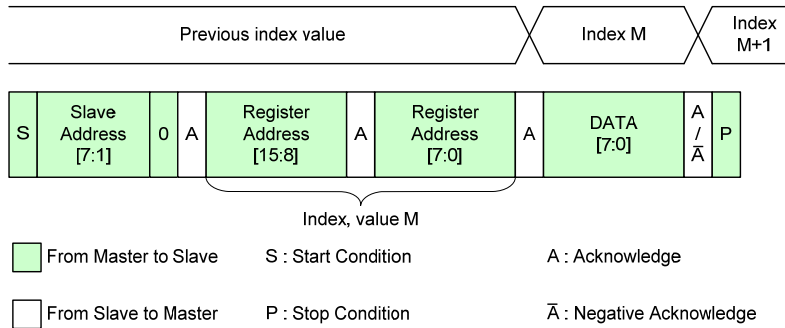 Previous index value
Index M
Index
M+1
S
Slave
Address
[7:1]
0
A
Register
Address
[15:8]
A
Register
Address
[7:0]
A
DATA
[7:0]
A
/
A̅
P
Index, value M
From Master to Slave
S : Start Condition
A : Acknowledge
From Slave to Master
P : Stop Condition
A̅ : Negative Acknowledge